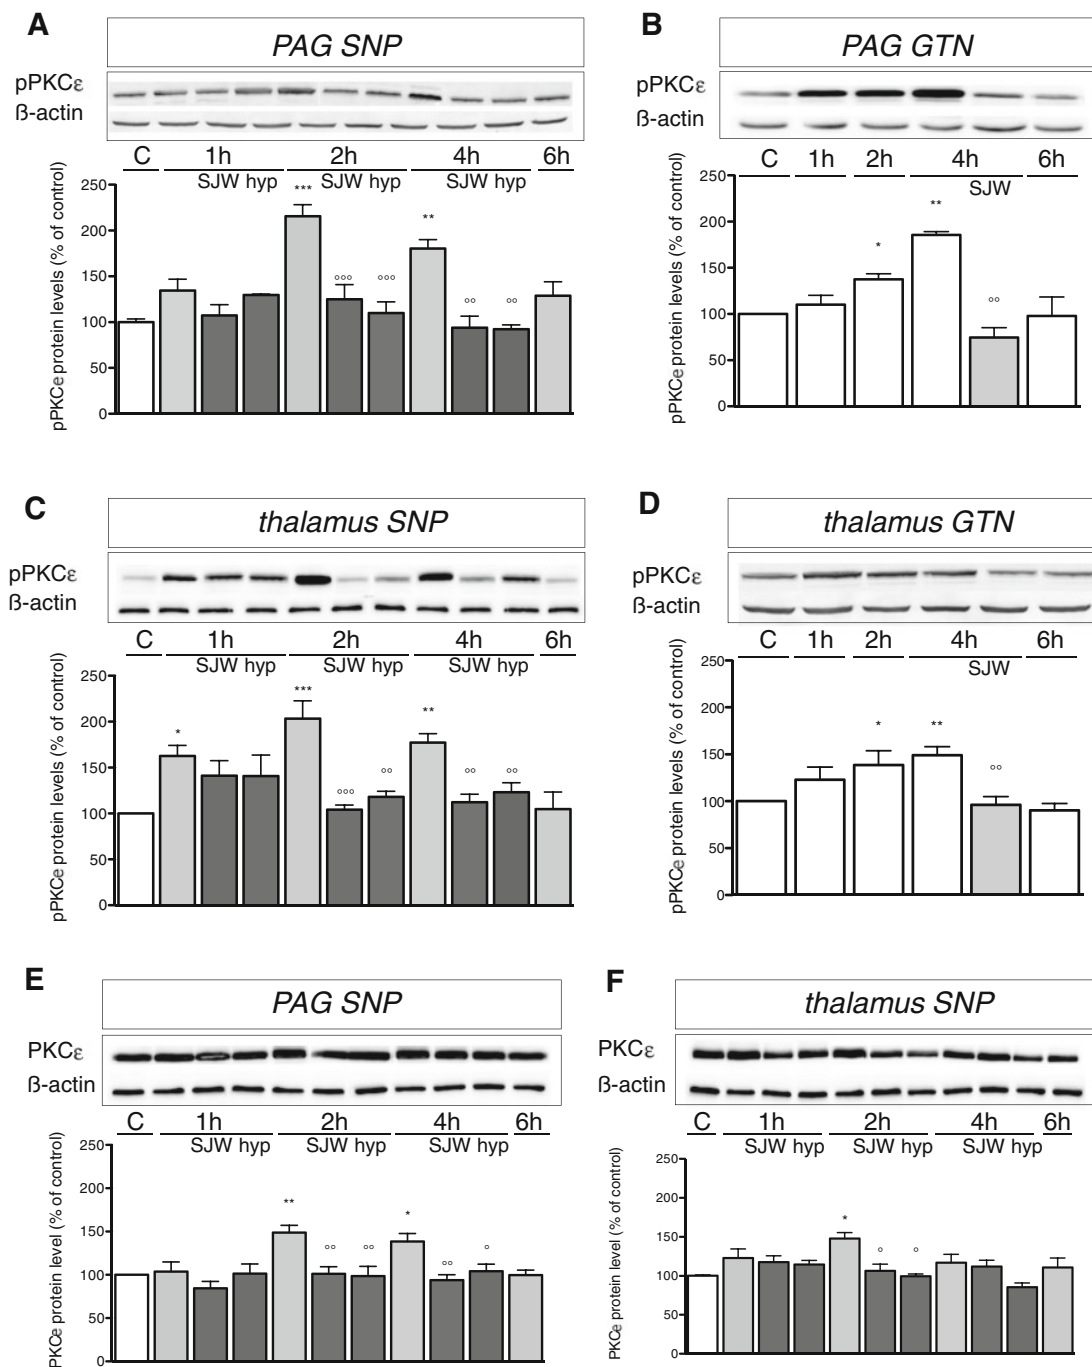 A
PAG SNP
pPKCε
ß-actin
C 1h 2h 4h 6h
SJW hyp SJW hyp SJW hyp
pPKCe protein levels (% of control)
250
200
150
100
50
0
***
**
°°° °°°
°° °°
B
PAG GTN
pPKCε
ß-actin
C 1h 2h 4h 6h
SJW
pPKCe protein levels (% of control)
250
200
150
100
50
0
**
*
°°
C
thalamus SNP
pPKCε
ß-actin
C 1h 2h 4h 6h
SJW hyp SJW hyp SJW hyp
pPKCe protein levels (% of control)
250
200
150
100
50
0
***
**
*
°°° °° °° °°
D
thalamus GTN
pPKCε
ß-actin
C 1h 2h 4h 6h
SJW
pPKCe protein levels (% of control)
250
200
150
100
50
0
* **
°°
E
PAG SNP
PKCε
ß-actin
C 1h 2h 4h 6h
SJW hyp SJW hyp SJW hyp
PKCe protein level (% of control)
250
200
150
100
50
0
** *
°° °° °° °
F
thalamus SNP
PKCε
ß-actin
C 1h 2h 4h 6h
SJW hyp SJW hyp SJW hyp
PKCe protein level (% of control)
250
200
150
100
50
0
*
° °